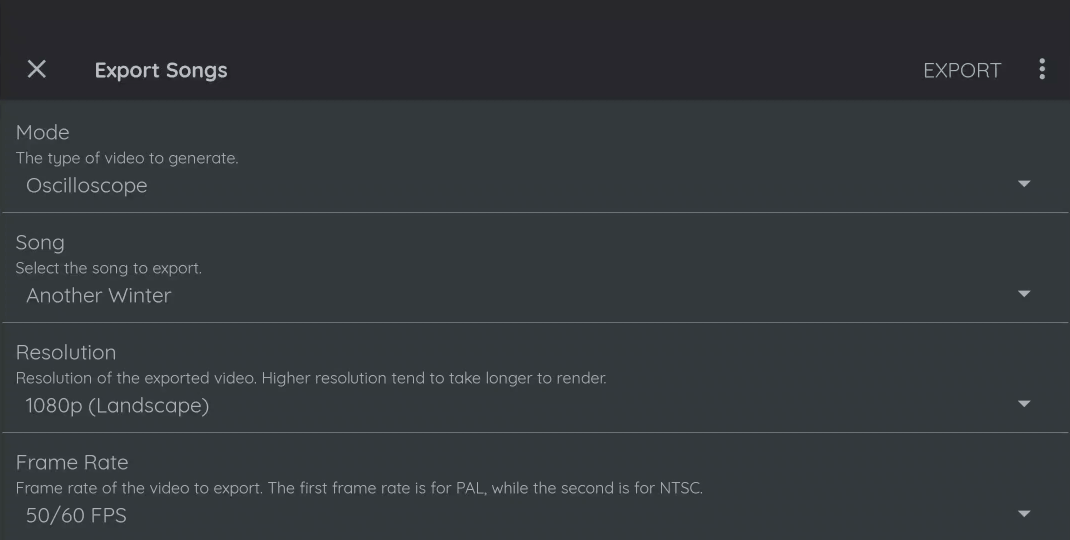 Export Songs
EXPORT
Mode
The type of video to generate.
Oscilloscope
Song
Select the song to export.
Another Winter
Resolution
Resolution of the exported video. Higher resolution tend to take longer to render.
1080p (Landscape)
Frame Rate
Frame rate of the video to export. The first frame rate is for PAL, while the second is for NTSC.
50/60 FPS